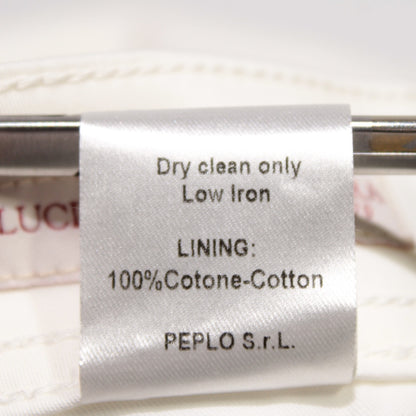 Dry clean only
Low Iron
LINING:
100%Cotone-Cotton
PEPLO S.r.L.